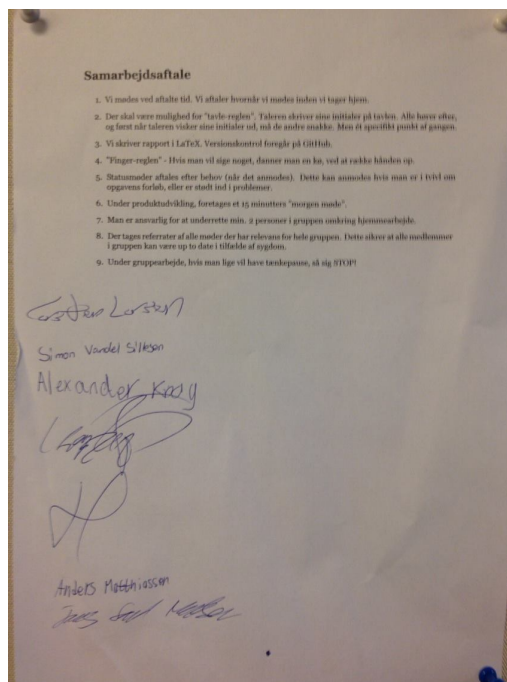 Samarbejdsaftale
1. Vi mødes ved aftalte tid. Vi aftaler hvornår vi mødes inden vi tager hjem.
2. Der skal være mulighed for "tavle-reglen". Taleren skriver sine initialer på tavlen. Alle hører efter,
og først når taleren visker sine initialer ud, må de andre snakke. Men ét specifikt punkt af gangen.
3. Vi skriver rapport i LaTeX. Versionskontrol foregår på GitHub.
4. "Finger-reglen" - Hvis man vil sige noget, danner man en kø, ved at række hånden op.
5. Statusmøder aftales efter behov (når det anmodes). Dette kan anmodes hvis man er i tvivl om
opgavens forløb, eller er stødt ind i problemer.
6. Under produktudvikling, foretages et 15 minutters "morgen møde".
7. Man er ansvarlig for at underrette min. 2 personer i gruppen omkring hjemmearbejde.
8. Der tages referrater af alle møder der har relevans for hele gruppen. Dette sikrer at alle medlemmer
i gruppen kan være up to date i tilfælde af sygdom.
9. Under gruppearbejde, hvis man lige vil have tænkepause, så sig STOP!
Larsen
Simon Vandel Sillesen
Alexander Krog
Anders Matthiassen